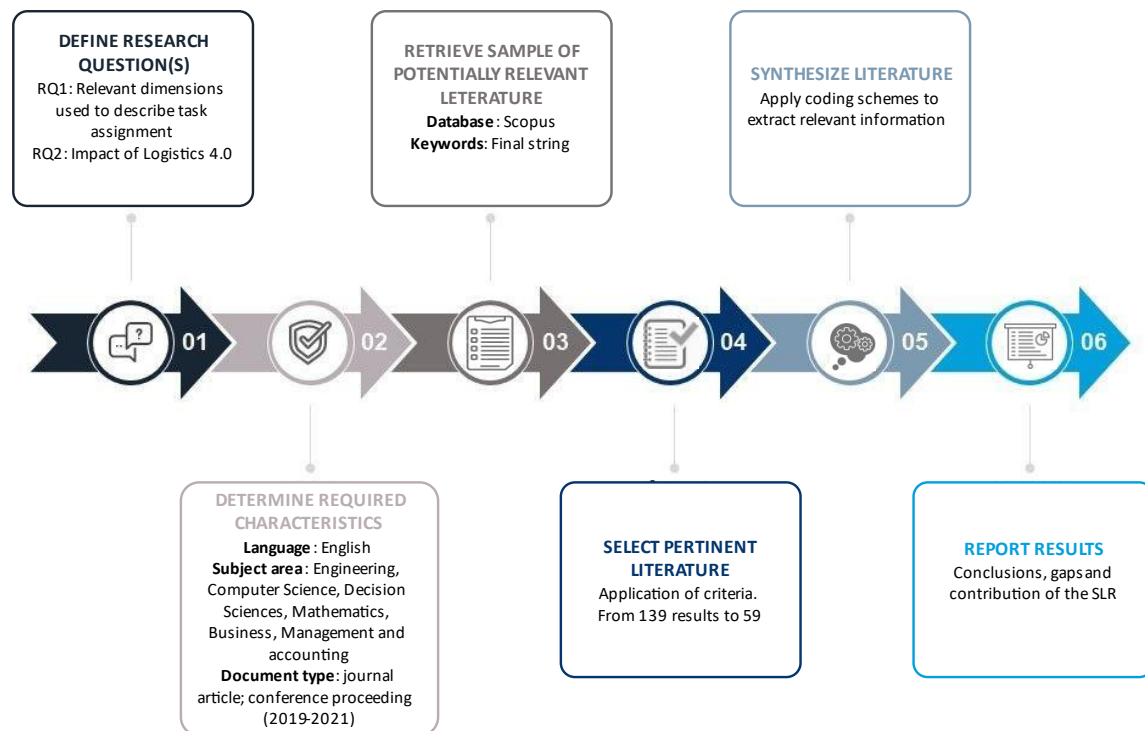 DEFINE RESEARCH
QUESTION(S)
RQ1: Relevant dimensions
used to describe task
assignment
RQ2: Impact of Logistics 4.0
RETRIEVE SAMPLE OF
POTENTIALLY RELEVANT
LETERATURE
Database : Scopus
Keywords: Final string
SYNTHESIZE LITERATURE
Apply coding schemes to
extract relevant information
?
01
02
03
04
05
06
DETERMINE REQUIRED
CHARACTERISTICS
Language : English
Subject area : Engineering,
Computer Science, Decision
Sciences, Mathematics,
Business, Management and
accounting
Document type: journal
article; conference proceeding
(2019-2021)
SELECT PERTINENT
LITERATURE
Application of criteria.
From 139 results to 59
REPORT RESULTS
Conclusions, gaps and
contribution of the SLR